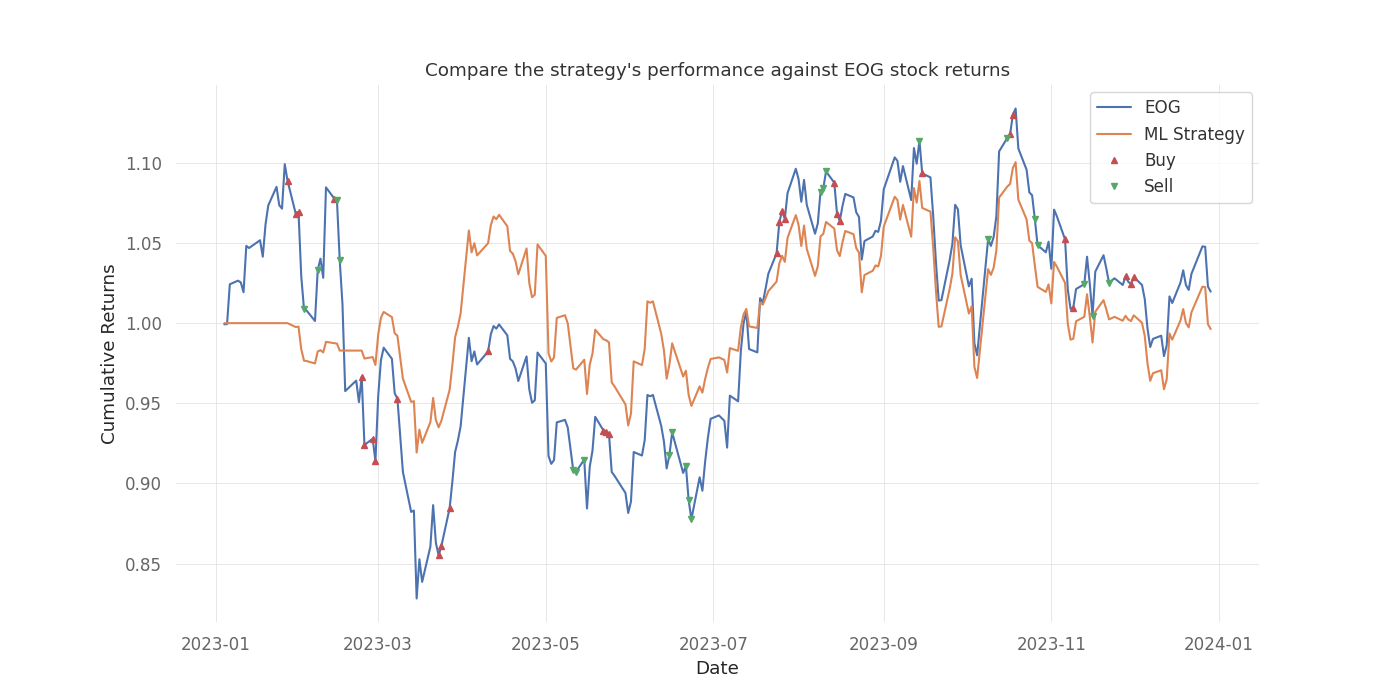 Compare the strategy's performance against EOG stock returns
EOG
ML Strategy
Buy
Sell
Cumulative Returns
1.10
1.05
1.00
0.95
0.90
0.85
2023-01
2023-03
2023-05
2023-07
2023-09
2023-11
2024-01
Date